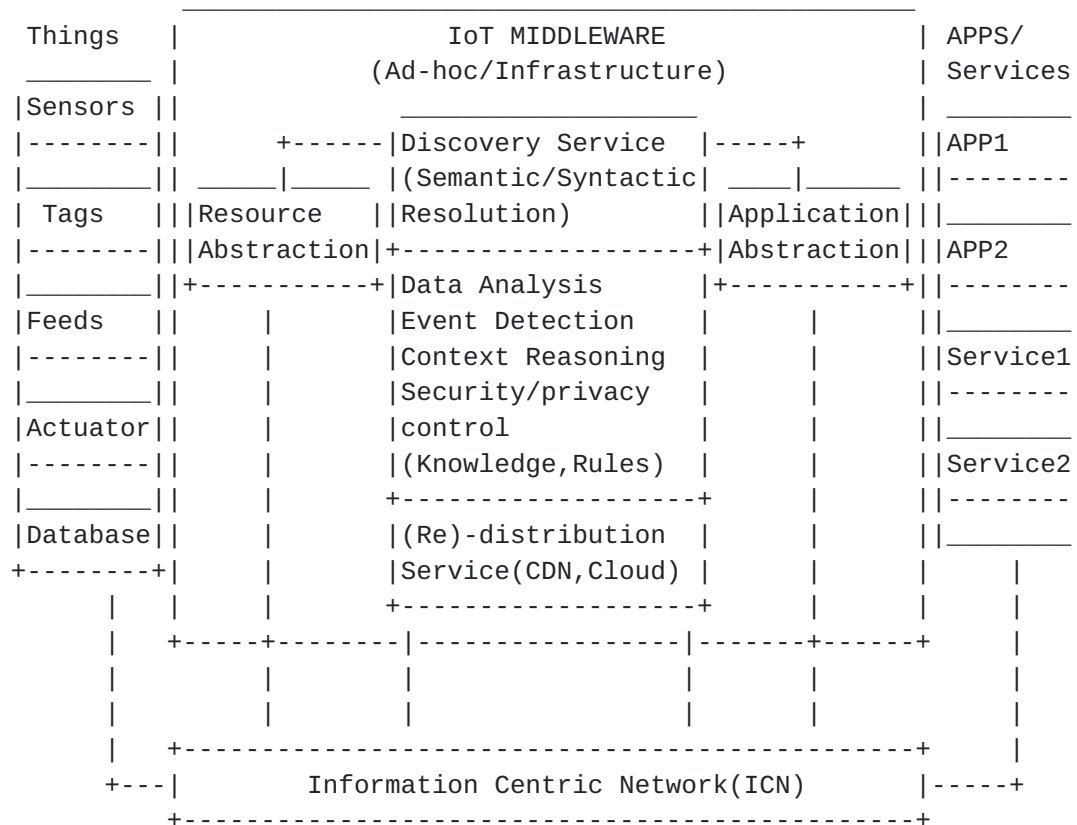 Things IoT MIDDLEWARE APPS/
(Ad-hoc/Infrastructure) Services
Sensors
Discovery Service APP1
(Semantic/Syntactic
Tags Resource Resolution) Application
Abstraction Abstraction APP2
Data Analysis
Feeds Event Detection
Context Reasoning Service1
Security/privacy
Actuator control
(Knowledge,Rules) Service2
Database (Re)-distribution
Service(CDN,Cloud)
Information Centric Network(ICN)